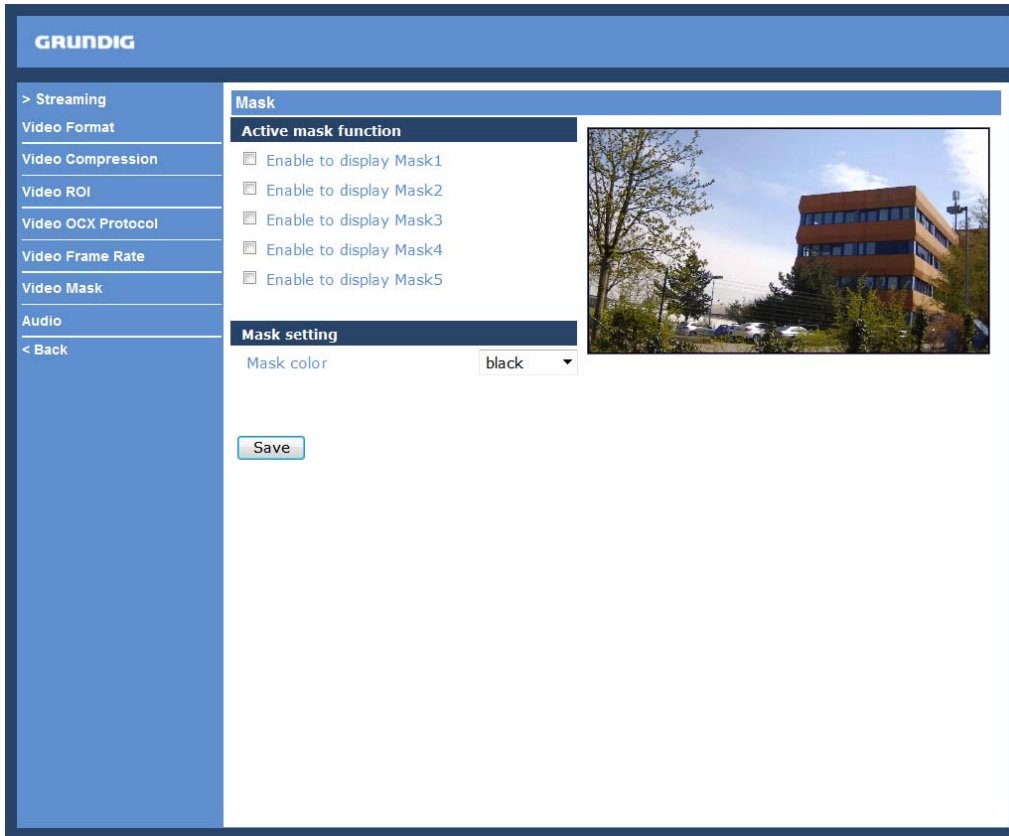 GRUNDIG
> Streaming
Video Format
Video Compression
Video ROI
Video OCX Protocol
Video Frame Rate
Video Mask
Audio
< Back
Mask
Active mask function
Enable to display Mask1
Enable to display Mask2
Enable to display Mask3
Enable to display Mask4
Enable to display Mask5
Mask setting
Mask color black
Save